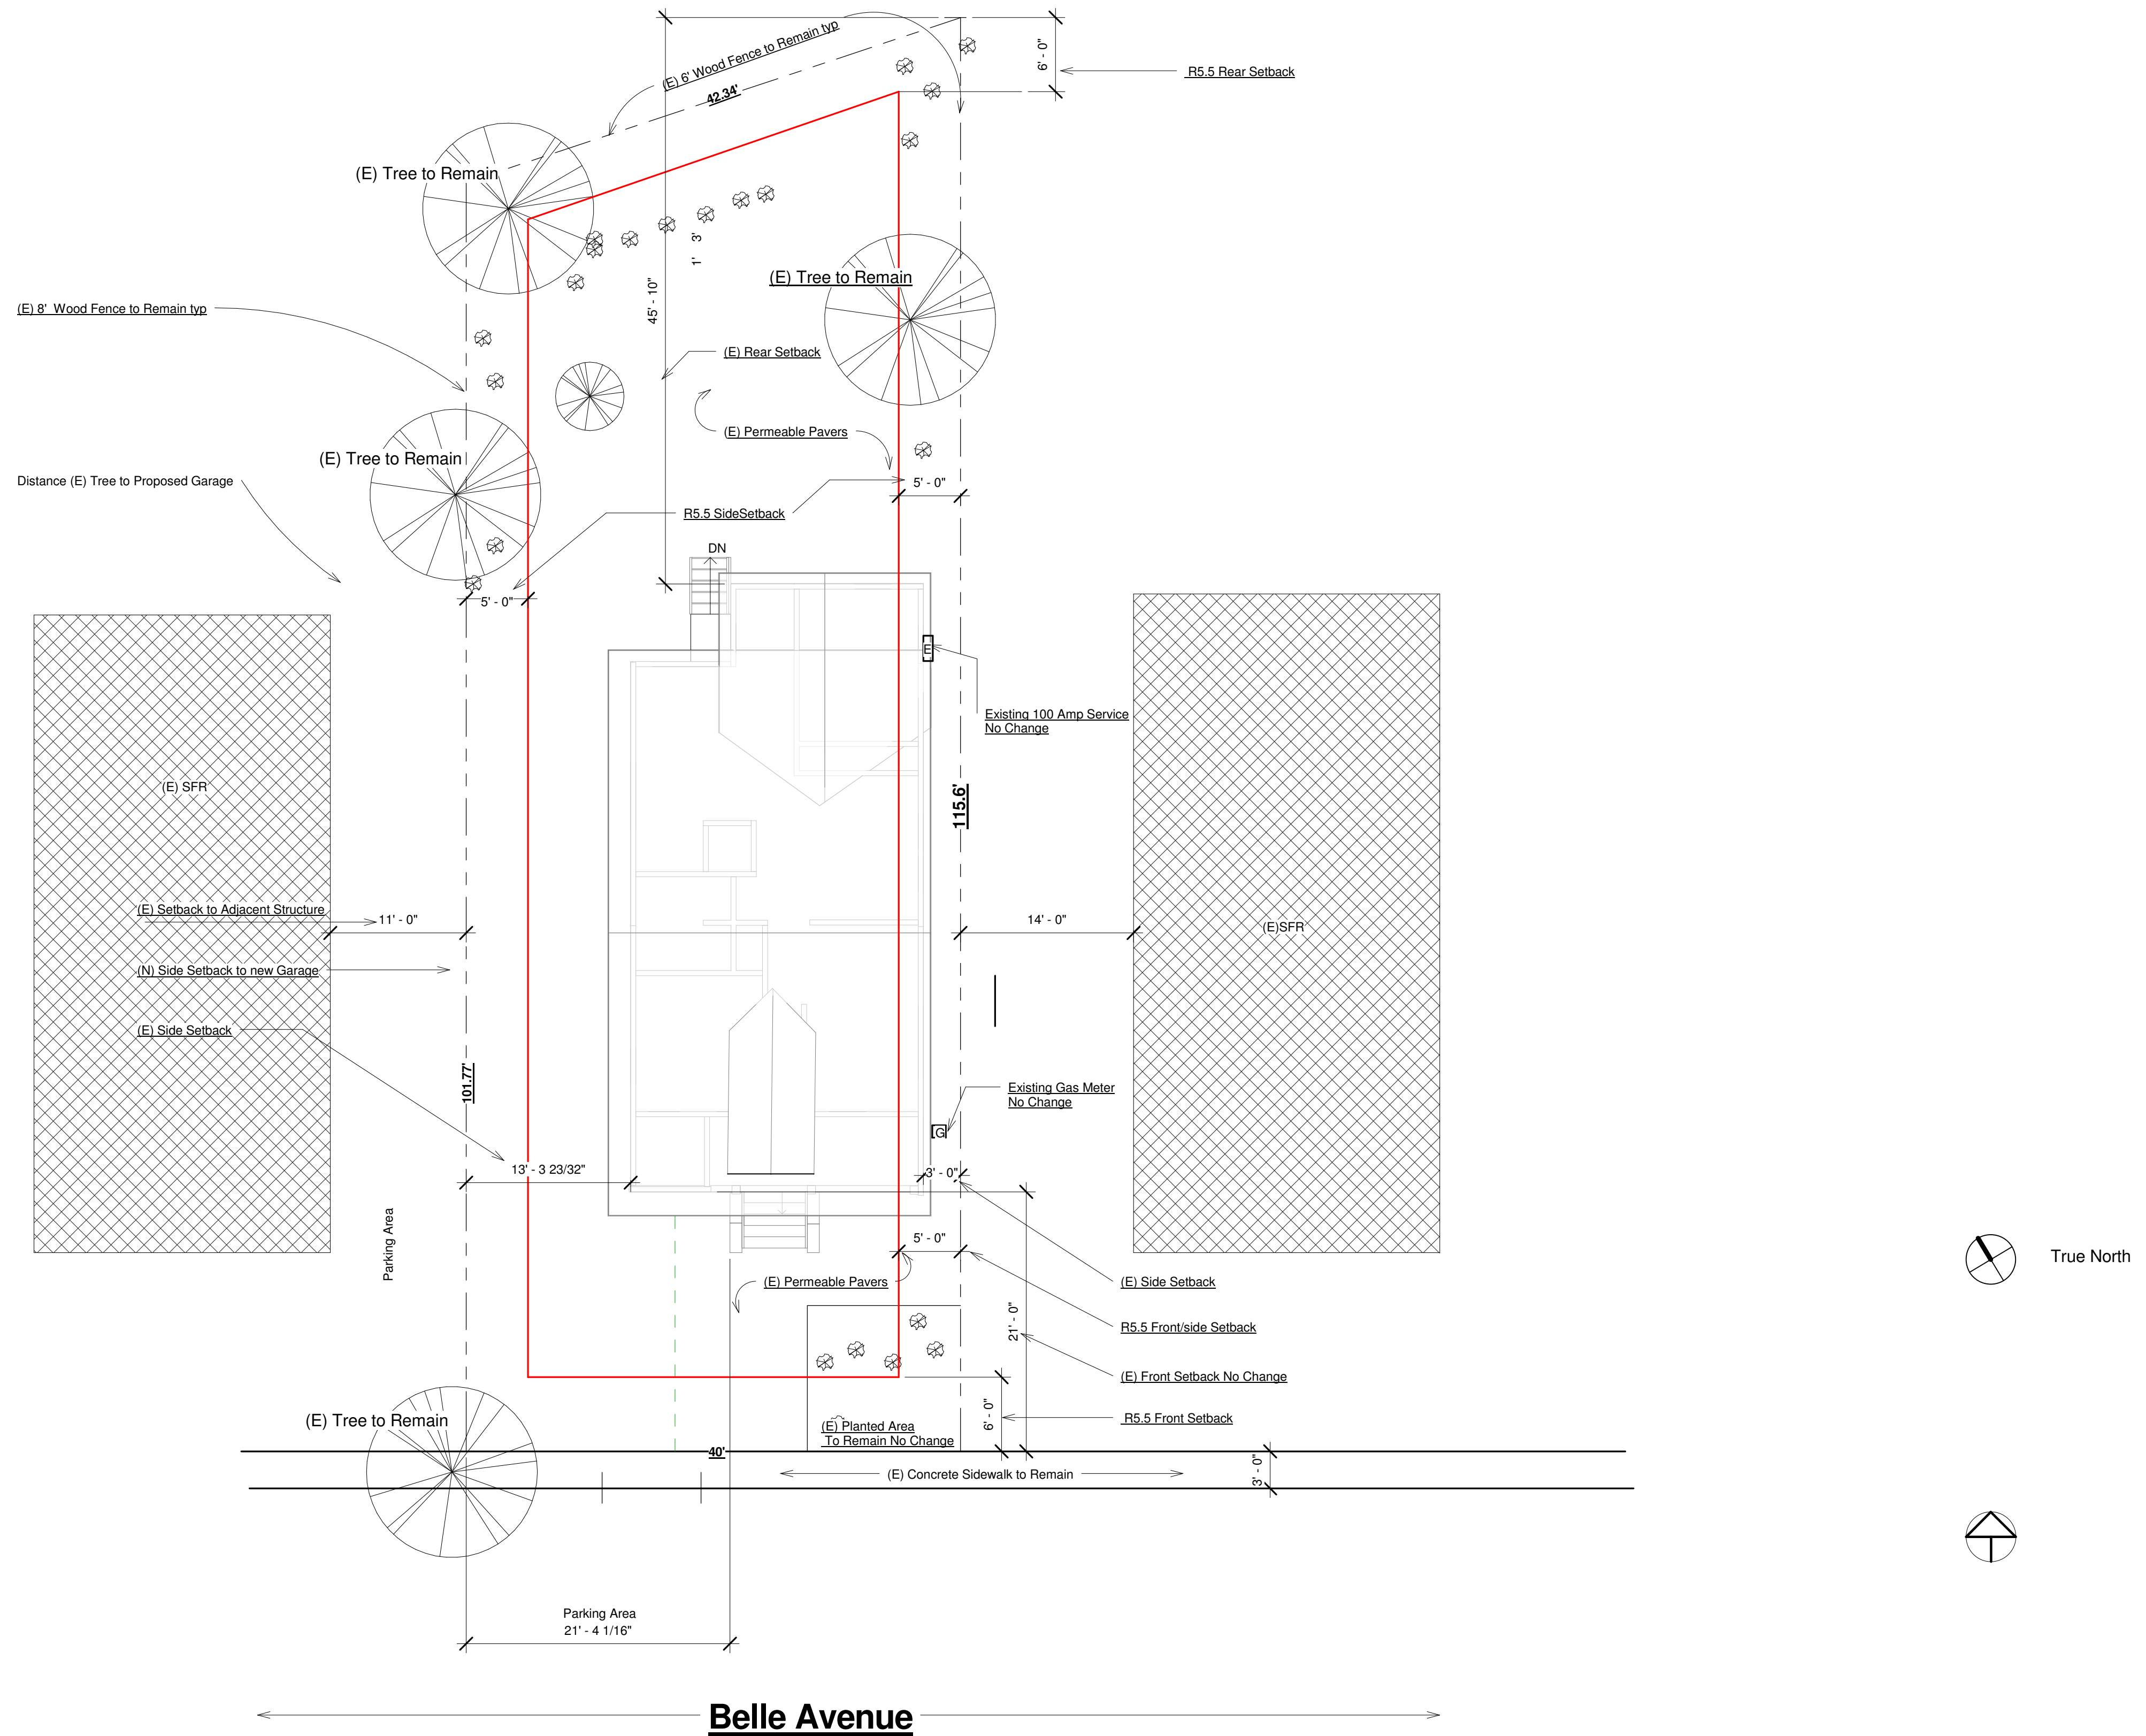 (E) 6' Wood Fence to Remain typ
42.34'
6' - 0"
R5.5 Rear Setback
(E) Tree to Remain
1' 3'
(E) Tree to Remain
45' - 10"
(E) 8' Wood Fence to Remain typ
(E) Rear Setback
(E) Permeable Pavers
(E) Tree to Remain
Distance (E) Tree to Proposed Garage
5' - 0"
R5.5 SideSetback
DN
5' - 0"
E
Existing 100 Amp Service
No Change
(E) SFR
115.6'
(E) Setback to Adjacent Structure
11' - 0"
14' - 0"
(E)SFR
(N) Side Setback to new Garage
(E) Side Setback
101.77'
Existing Gas Meter
No Change
G
13' - 3 23/32"
3' - 0"
Parking Area
5' - 0"
(E) Permeable Pavers
(E) Side Setback
True North
21' - 0"
R5.5 Front/side Setback
(E) Front Setback No Change
6' - 0"
R5.5 Front Setback
(E) Tree to Remain
(E) Planted Area
To Remain No Change
40'
(E) Concrete Sidewalk to Remain
3' - 0"
Parking Area
21' - 4 1/16"
Belle Avenue